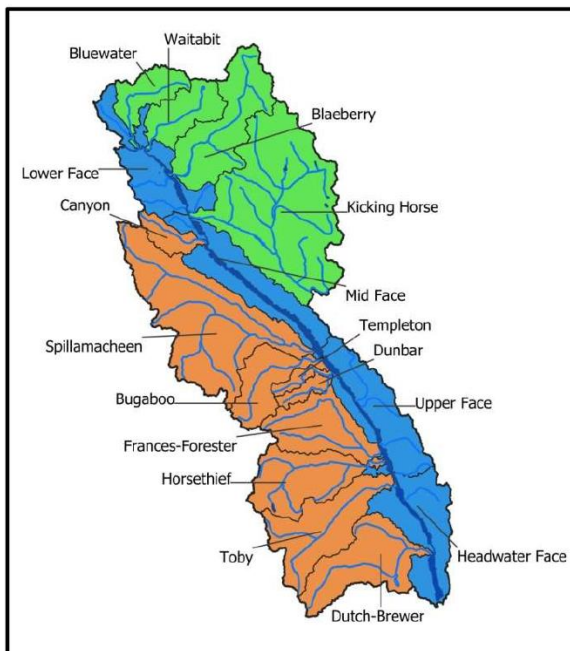 Waitabit
Bluewater
Blaeberry
Lower Face
Canyon
Kicking Horse
Mid Face
Templeton
Spillamacheen
Dunbar
Bugaboo
Upper Face
Frances-Forester
Horsethief
Toby
Headwater Face
Dutch-Brewer